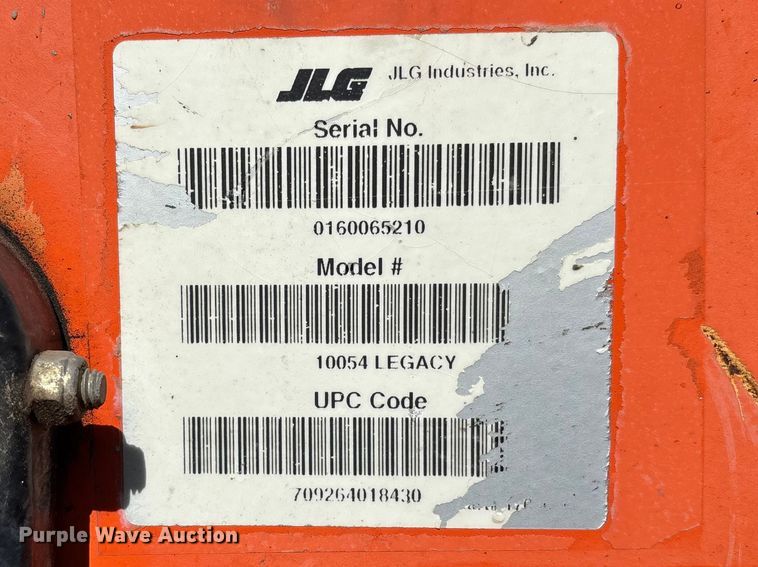 JLG JLG Industries, Inc.
Serial No.
0160065210
Model #
10054 LEGACY
UPC Code
709264018430
Purple Wave Auction